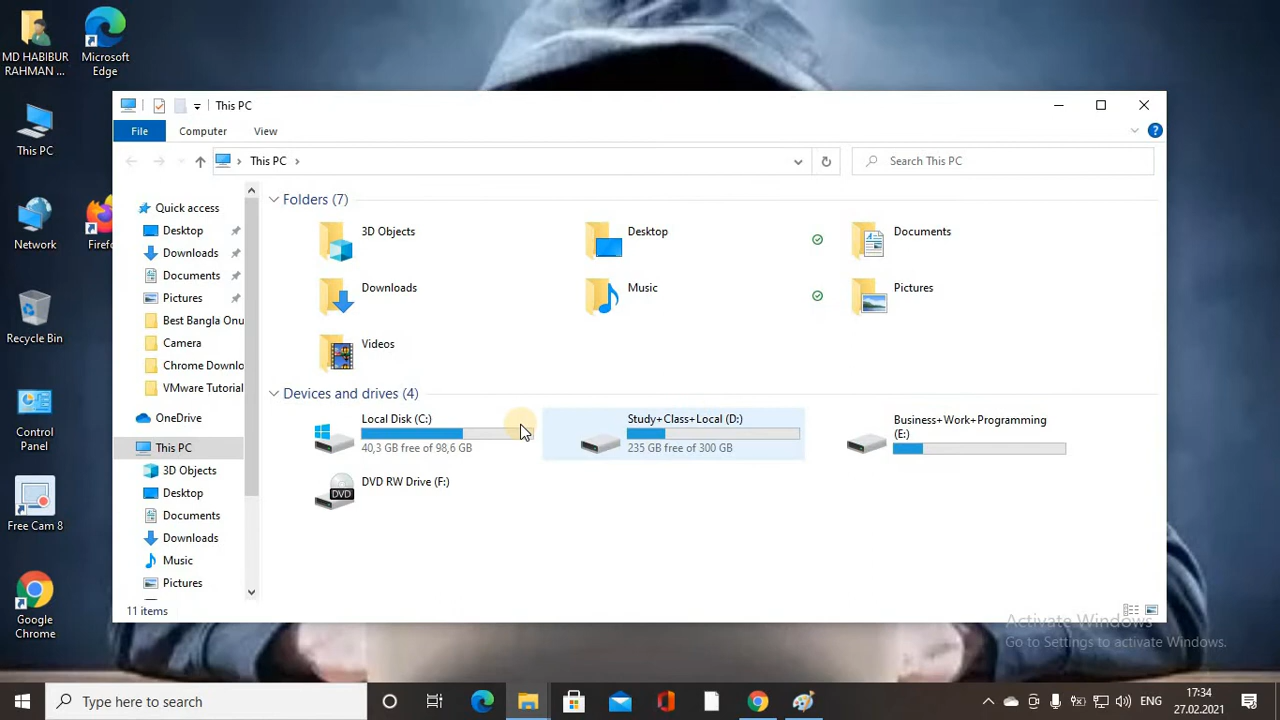 MD HABIBUR
RAHMAN ...
Microsoft
Edge
This PC
Network
Firef
Recycle Bin
Control
Panel
Free Cam 8
Google
Chrome
This PC
File
Computer
View
This PC
Search This PC
Quick access
Desktop
Downloads
Documents
Pictures
Best Bangla Onu
Camera
Chrome Downlo
VMware Tutorial
OneDrive
This PC
3D Objects
Desktop
Documents
Downloads
Music
Pictures
Folders (7)
3D Objects
Desktop
Documents
Downloads
Music
Pictures
Videos
Devices and drives (4)
Local Disk (C:)
40,3 GB free of 98,6 GB
Study+Class+Local (D:)
235 GB free of 300 GB
Business+Work+Programming
(E:)
DVD
DVD RW Drive (F:)
11 items
Activate Windows
Go to Settings to activate Windows.
Type here to search
ENG
17:34
27.02.2021